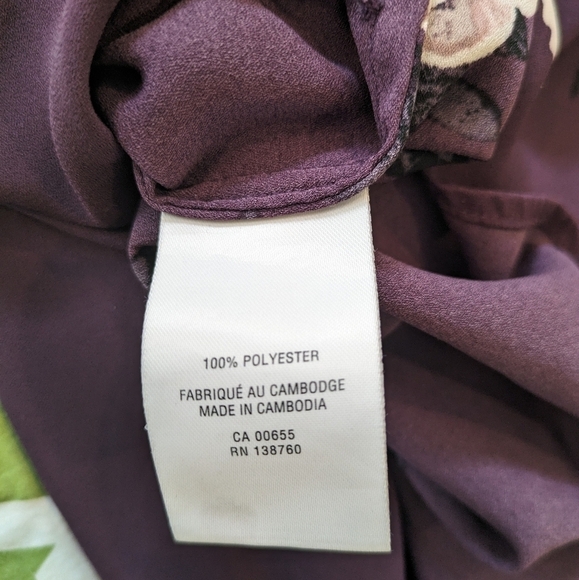 100% POLYESTER
FABRIQUÉ AU CAMBODGE
MADE IN CAMBODIA
CA 00655
RN 138760